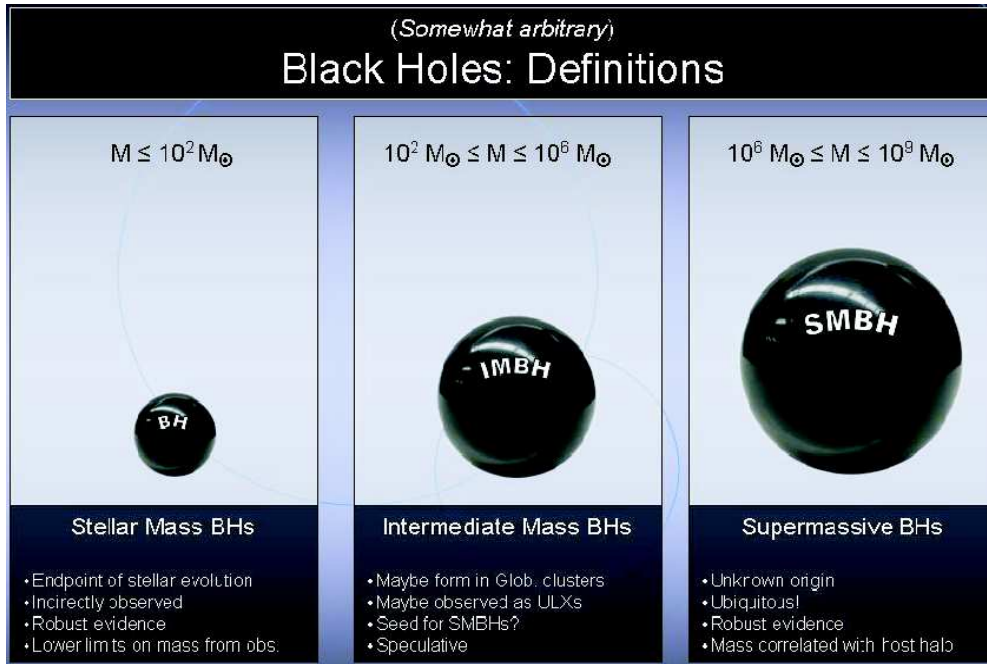 (Somewhat arbitrary)
Black Holes: Definitions
M ≤ 10² M☉
BH
Stellar Mass BHs
•Endpoint of stellar evolution
•Indirectly observed
•Robust evidence
•Lower limits on mass from obs.
10² M☉ ≤ M ≤ 10⁶ M☉
IMBH
Intermediate Mass BHs
•Maybe form in Glob. clusters
•Maybe observed as ULXs
•Seed for SMBHs?
•Speculative
10⁶ M☉ ≤ M ≤ 10⁹ M☉
SMBH
Supermassive BHs
•Unknown origin
•Ubiquitous!
•Robust evidence
•Mass correlated with host halo